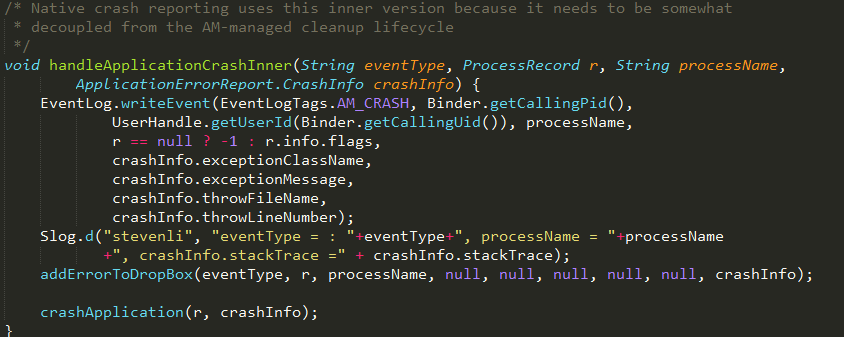 /* Native crash reporting uses this inner version because it needs to be somewhat
 * decoupled from the AM-managed cleanup lifecycle
 */
void handleApplicationCrashInner(String eventType, ProcessRecord r, String processName,
        ApplicationErrorReport.CrashInfo crashInfo) {
    EventLog.writeEvent(EventLogTags.AM_CRASH, Binder.getCallingPid(),
            UserHandle.getUserId(Binder.getCallingUid()), processName,
            r == null ? -1 : r.info.flags,
            crashInfo.exceptionClassName,
            crashInfo.exceptionMessage,
            crashInfo.throwFileName,
            crashInfo.throwLineNumber);
    Slog.d("stevenli", "eventType = : "+eventType+", processName = "+processName
           +", crashInfo.stackTrace =" + crashInfo.stackTrace);
    addErrorToDropBox(eventType, r, processName, null, null, null, null, null, crashInfo);

    crashApplication(r, crashInfo);
}